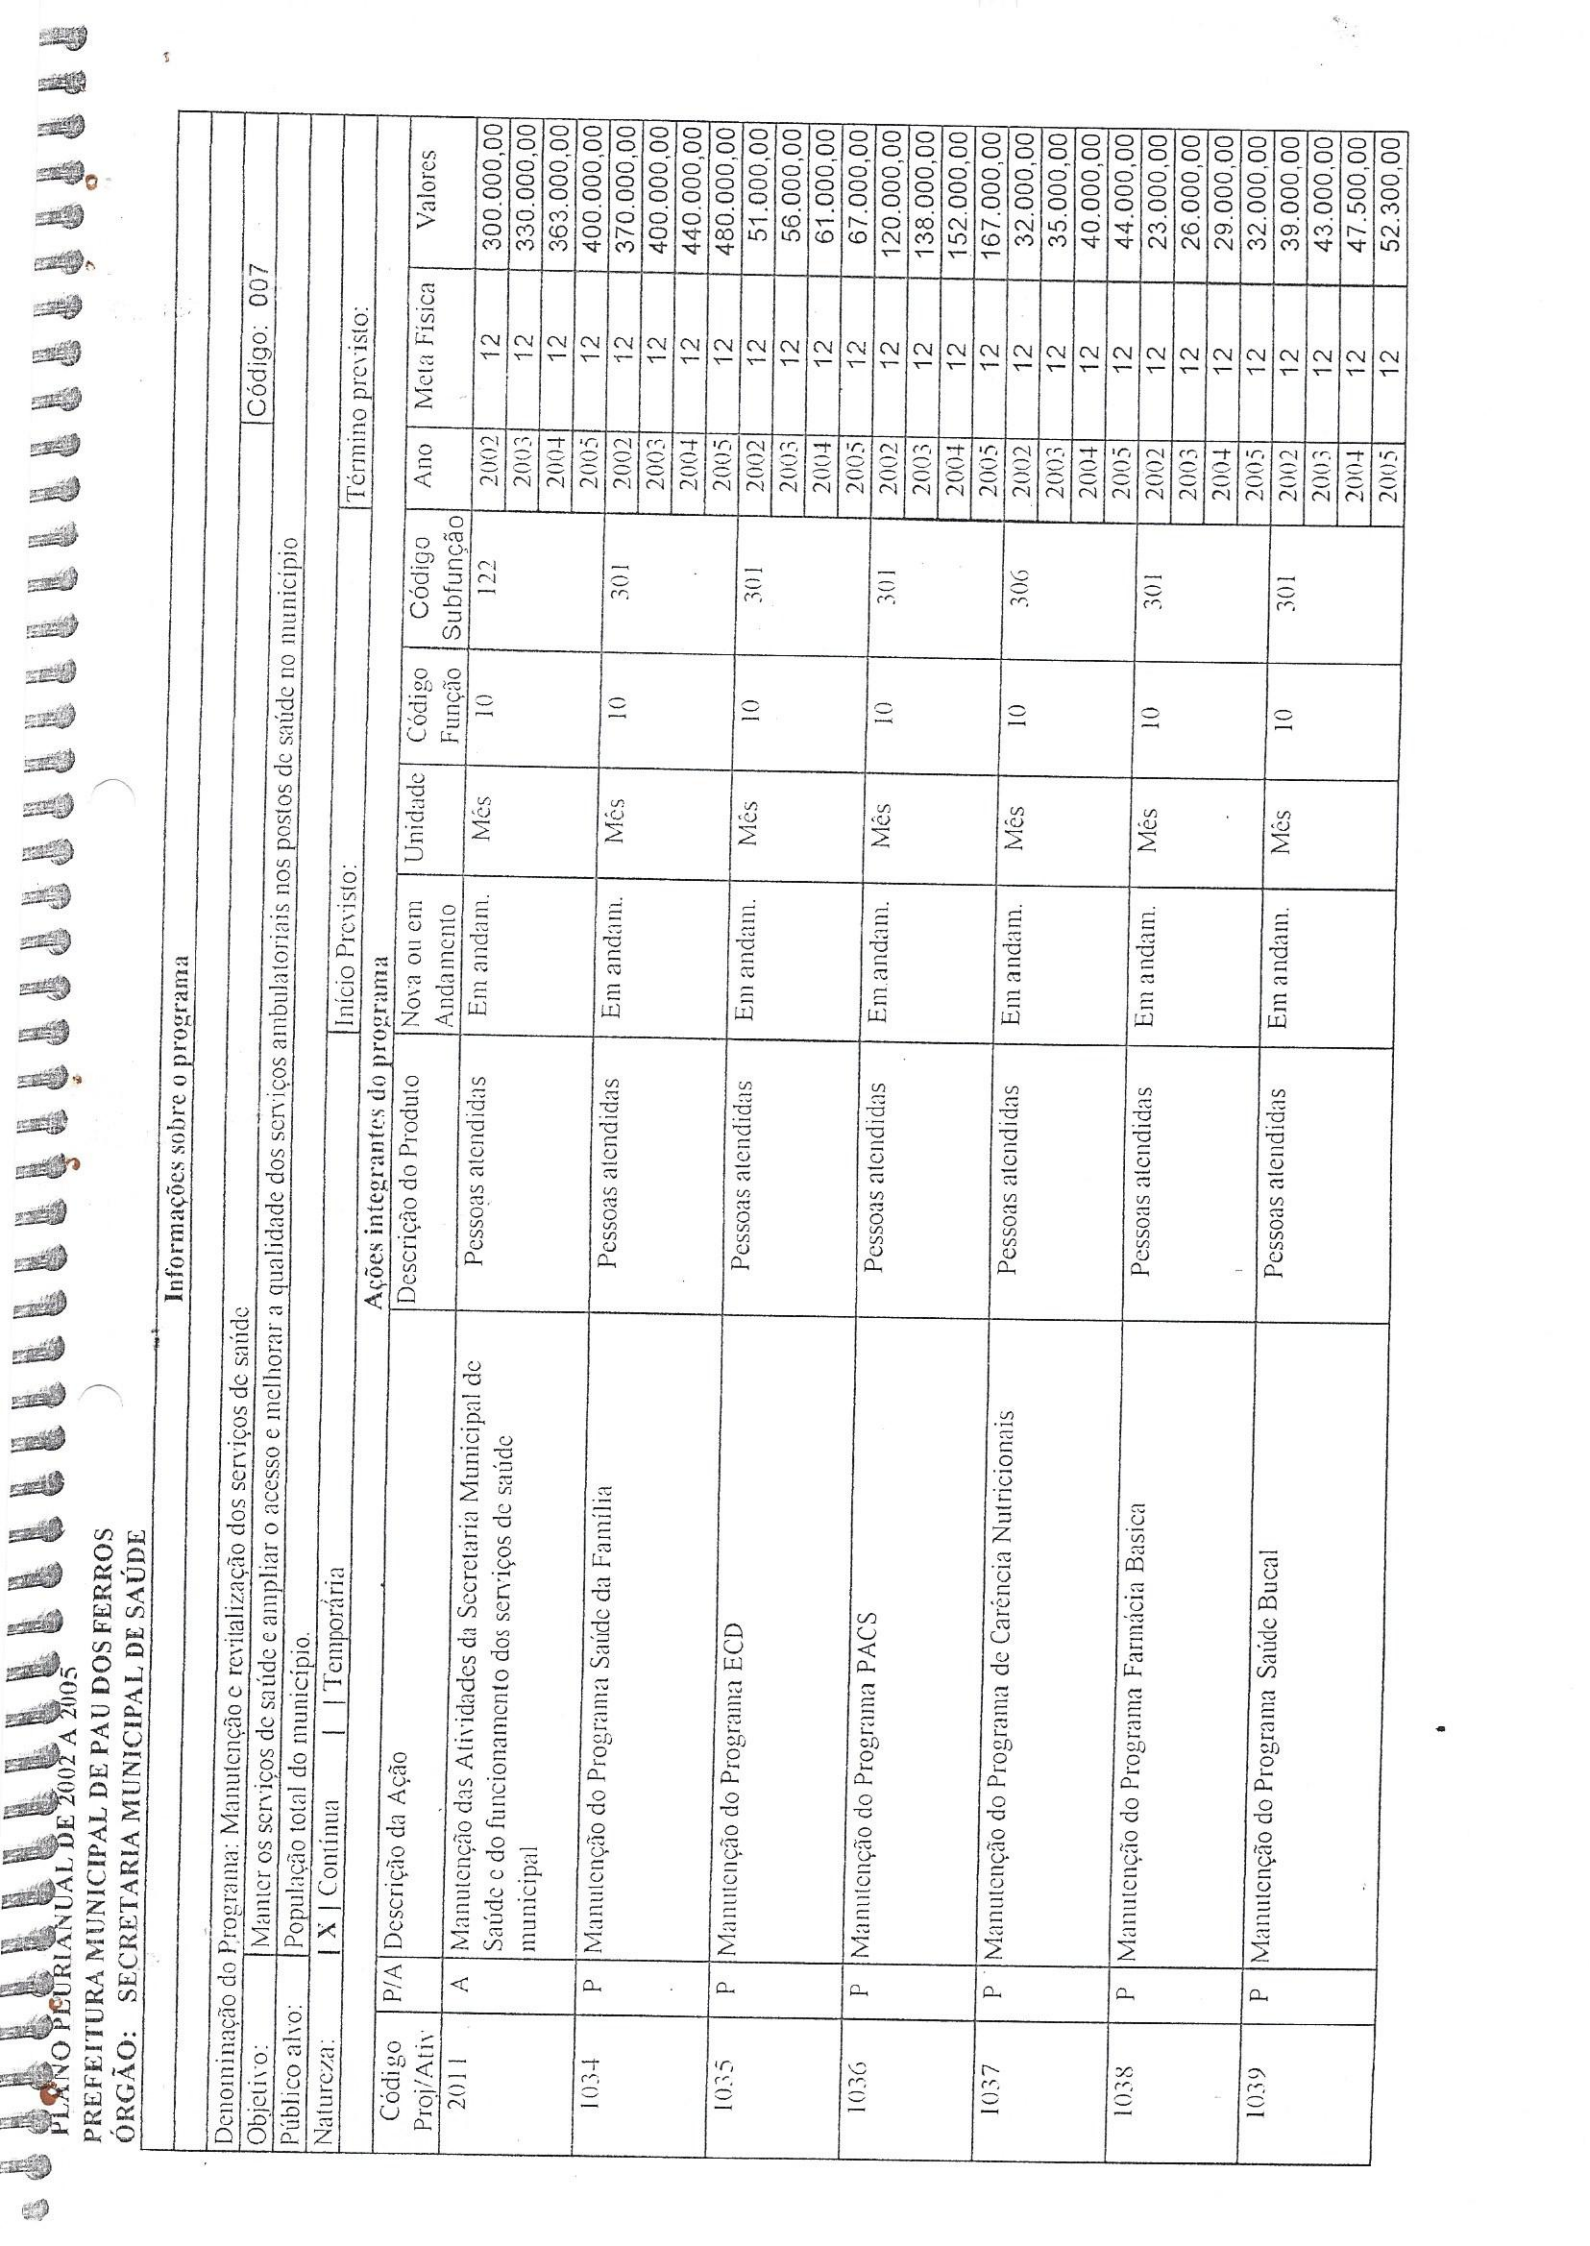 PLANO PLURIANUAL DE 2002 A 2005
PREFEITURA MUNICIPAL DE PAU DOS FERROS
ÓRGÃO: SECRETARIA MUNICIPAL DE SAÚDE
Informações sobre o programa
Denominação do Programa: Manutenção e revitalização dos serviços de saúde Código: 007
Objetivo: Manter os serviços de saúde e ampliar o acesso e melhorar a qualidade dos serviços ambulatoriais nos postos de saúde no município
Público alvo: População total do município.
Natureza: | X | Contínua | | Temporária Início Previsto: Término previsto:
Ações integrantes do programa
Código P/A Descrição da Ação Descrição do Produto Nova ou em Unidade Código Código Ano Meta Física Valores
Proj/Ativ Andamento Função Subfunção
2011 A Manutenção das Atividades da Secretaria Municipal de Pessoas atendidas Em andam. Mês 10 122 2002 12 300.000,00
Saúde e do funcionamento dos serviços de saúde 2003 12 330.000,00
municipal 2004 12 363.000,00
2005 12 400.000,00
1034 P Manutenção do Programa Saúde da Família Pessoas atendidas Em andam. Mês 10 301 2002 12 370.000,00
2003 12 400.000,00
2004 12 440.000,00
2005 12 480.000,00
1035 P Manutenção do Programa ECD Pessoas atendidas Em andam. Mês 10 301 2002 12 51.000,00
2003 12 56.000,00
2004 12 61.000,00
2005 12 67.000,00
1036 P Manutenção do Programa PACS Pessoas atendidas Em andam. Mês 10 301 2002 12 120.000,00
2003 12 138.000,00
2004 12 152.000,00
2005 12 167.000,00
1037 P Manutenção do Programa de Carência Nutricionais Pessoas atendidas Em andam. Mês 10 306 2002 12 32.000,00
2003 12 35.000,00
2004 12 40.000,00
2005 12 44.000,00
1038 P Manutenção do Programa Farmácia Basica Pessoas atendidas Em andam. Mês 10 301 2002 12 23.000,00
2003 12 26.000,00
2004 12 29.000,00
2005 12 32.000,00
1039 P Manutenção do Programa Saúde Bucal Pessoas atendidas Em andam. Mês 10 301 2002 12 39.000,00
2003 12 43.000,00
2004 12 47.500,00
2005 12 52.300,00